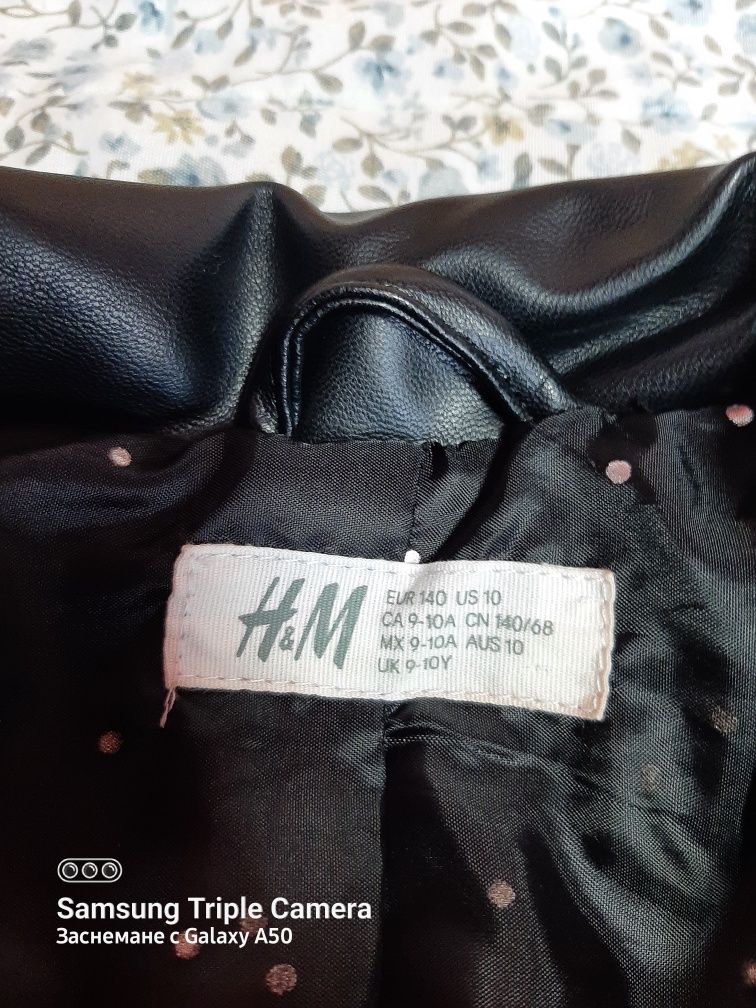 H&M
EUR 140 US 10
CA 9-10A CN 140/68
MX 9-10A AUS 10
UK 9-10Y
Samsung Triple Camera
Заснемане с Galaxy A50